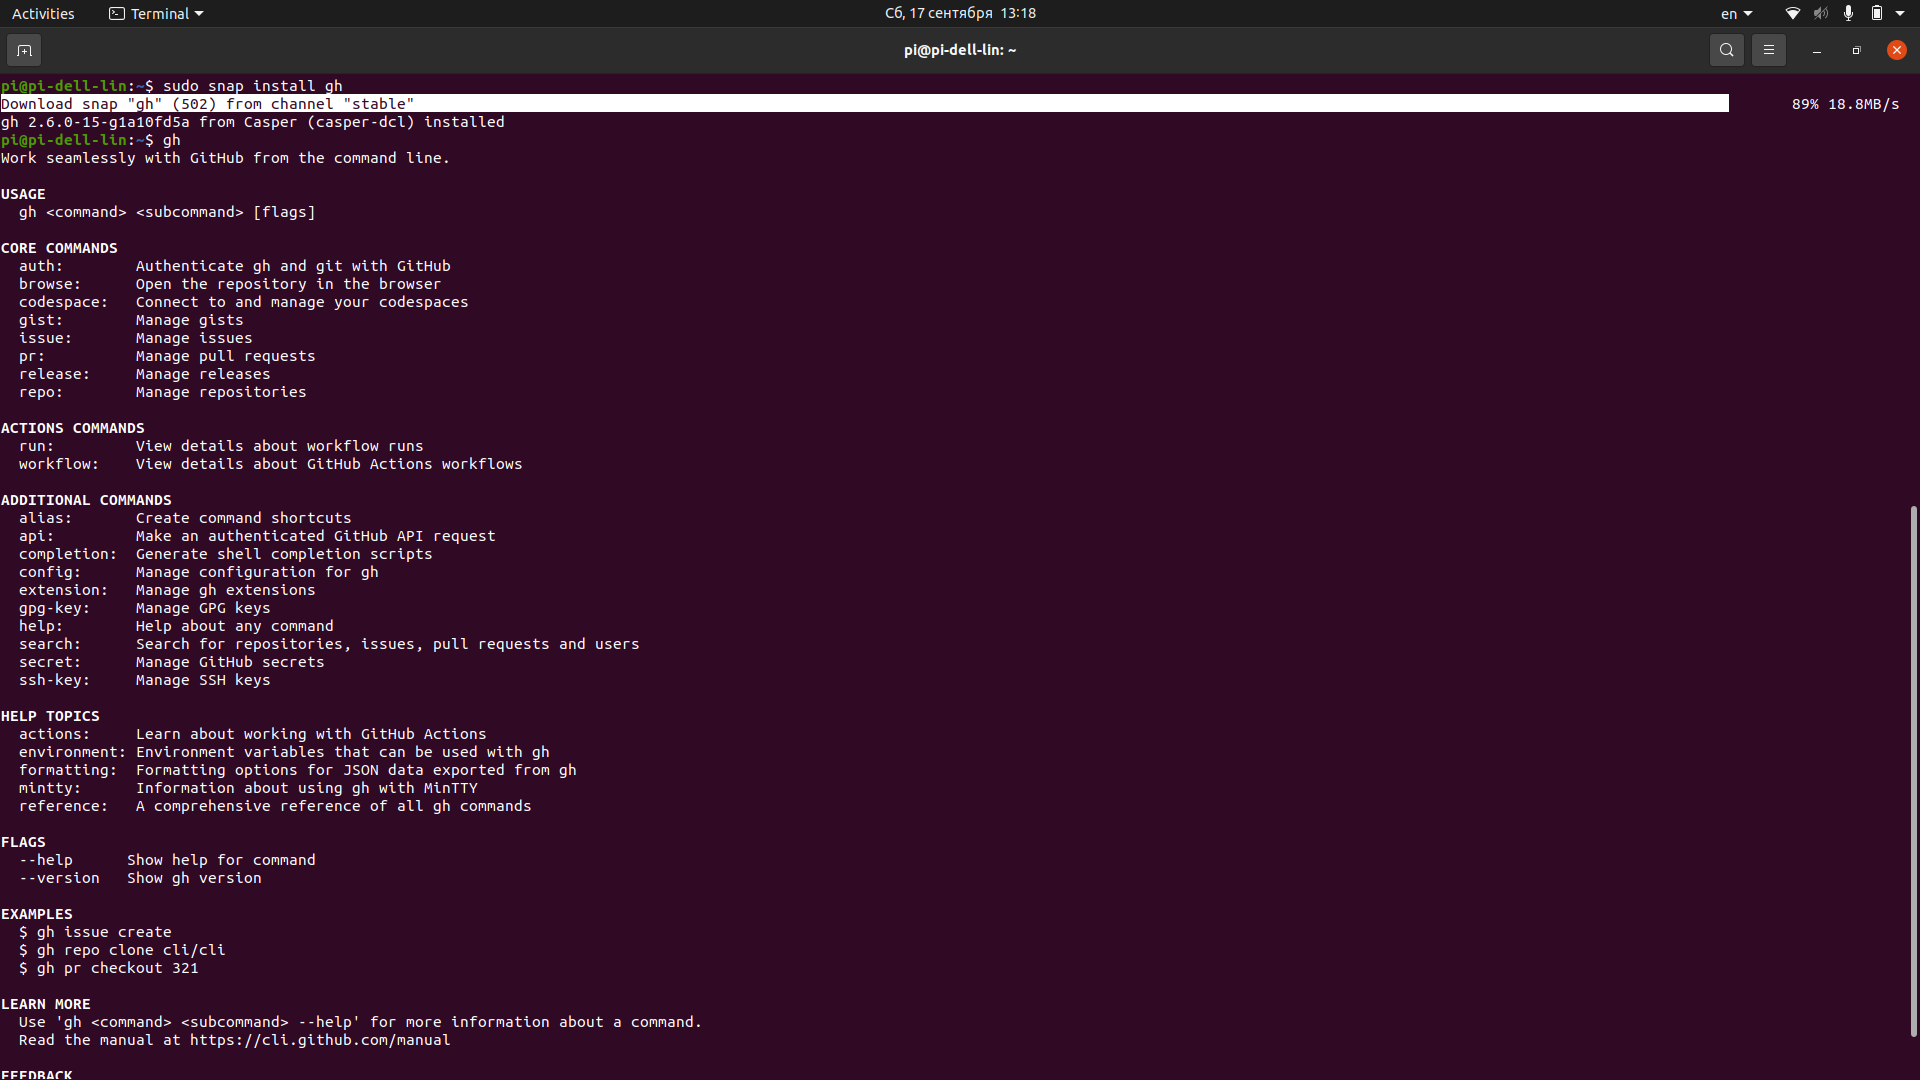 Activities Terminal Сб, 17 сентября 13:18 en
pi@pi-dell-lin: ~
pi@pi-dell-lin:~$ sudo snap install gh
Download snap "gh" (502) from channel "stable" 89% 18.8MB/s
gh 2.6.0-15-g1a10fd5a from Casper (casper-dcl) installed
pi@pi-dell-lin:~$ gh
Work seamlessly with GitHub from the command line.
USAGE
gh <command> <subcommand> [flags]
CORE COMMANDS
auth: Authenticate gh and git with GitHub
browse: Open the repository in the browser
codespace: Connect to and manage your codespaces
gist: Manage gists
issue: Manage issues
pr: Manage pull requests
release: Manage releases
repo: Manage repositories
ACTIONS COMMANDS
run: View details about workflow runs
workflow: View details about GitHub Actions workflows
ADDITIONAL COMMANDS
alias: Create command shortcuts
api: Make an authenticated GitHub API request
completion: Generate shell completion scripts
config: Manage configuration for gh
extension: Manage gh extensions
gpg-key: Manage GPG keys
help: Help about any command
search: Search for repositories, issues, pull requests and users
secret: Manage GitHub secrets
ssh-key: Manage SSH keys
HELP TOPICS
actions: Learn about working with GitHub Actions
environment: Environment variables that can be used with gh
formatting: Formatting options for JSON data exported from gh
mintty: Information about using gh with MinTTY
reference: A comprehensive reference of all gh commands
FLAGS
--help Show help for command
--version Show gh version
EXAMPLES
$ gh issue create
$ gh repo clone cli/cli
$ gh pr checkout 321
LEARN MORE
Use 'gh <command> <subcommand> --help' for more information about a command.
Read the manual at https://cli.github.com/manual
FEEDBACK